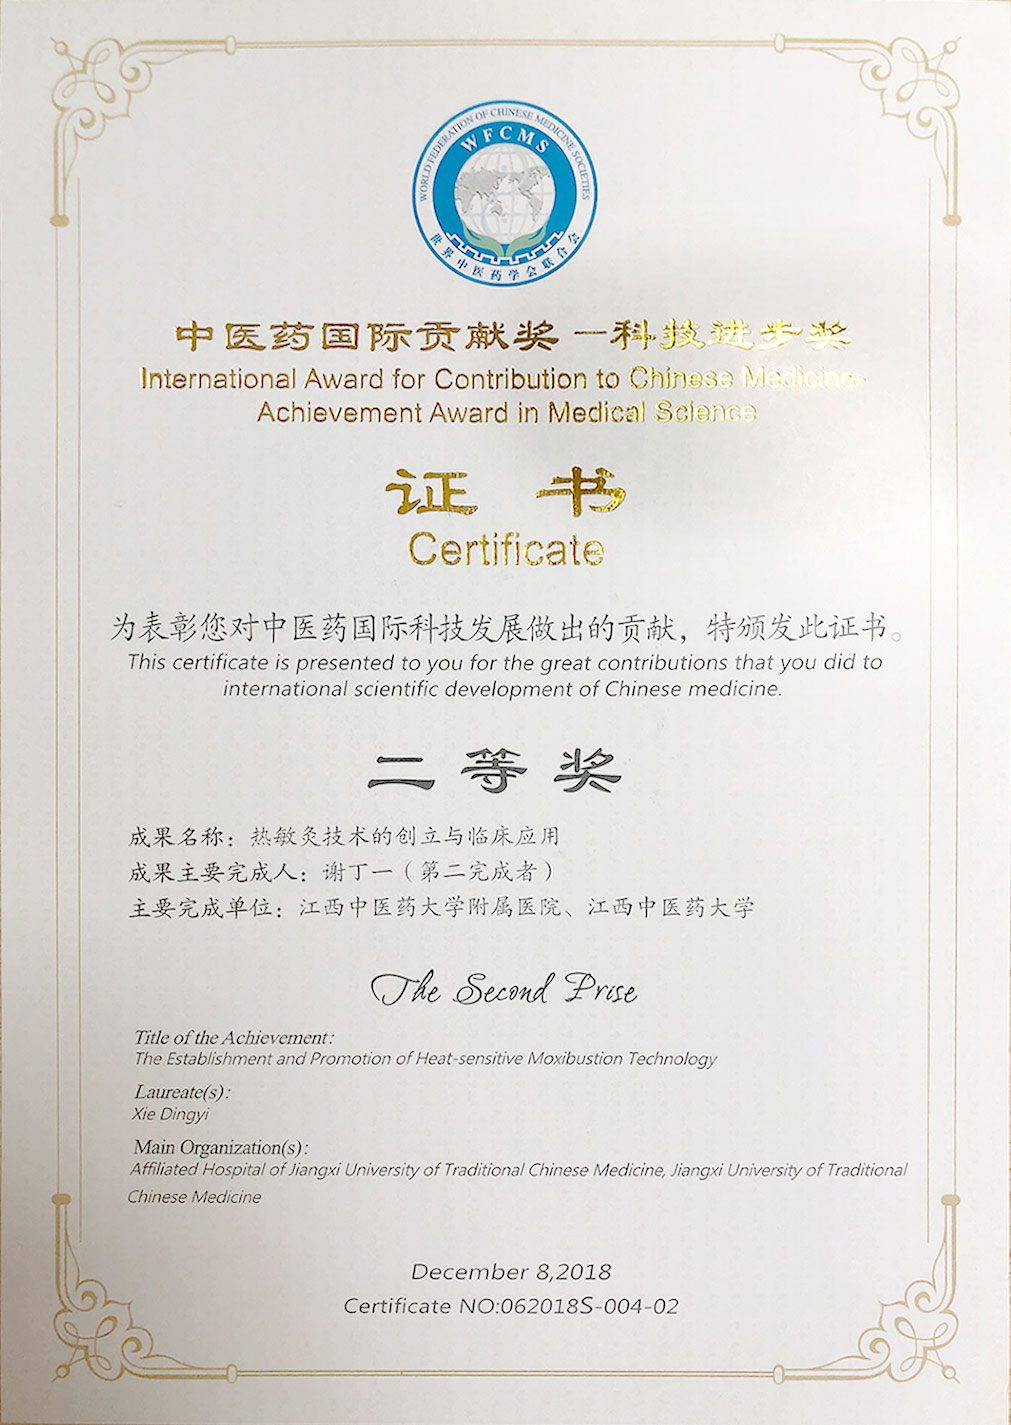 WORLD FEDERATION OF CHINESE MEDICINE SOCIETIES
WFCMS
世界中医药学会联合会
中医药国际贡献奖－科技进步奖
International Award for Contribution to Chinese Medicine-
Achievement Award in Medical Science
证 书
Certificate
为表彰您对中医药国际科技发展做出的贡献，特颁发此证书。
This certificate is presented to you for the great contributions that you did to
international scientific development of Chinese medicine.
二等奖
成果名称：热敏灸技术的创立与临床应用
成果主要完成人：谢丁一（第二完成者）
主要完成单位：江西中医药大学附属医院、江西中医药大学
The Second Prise
Title of the Achievement:
The Establishment and Promotion of Heat-sensitive Moxibustion Technology
Laureate(s):
Xie Dingyi
Main Organization(s):
Affiliated Hospital of Jiangxi University of Traditional Chinese Medicine, Jiangxi University of Traditional
Chinese Medicine
December 8,2018
Certificate NO:062018S-004-02